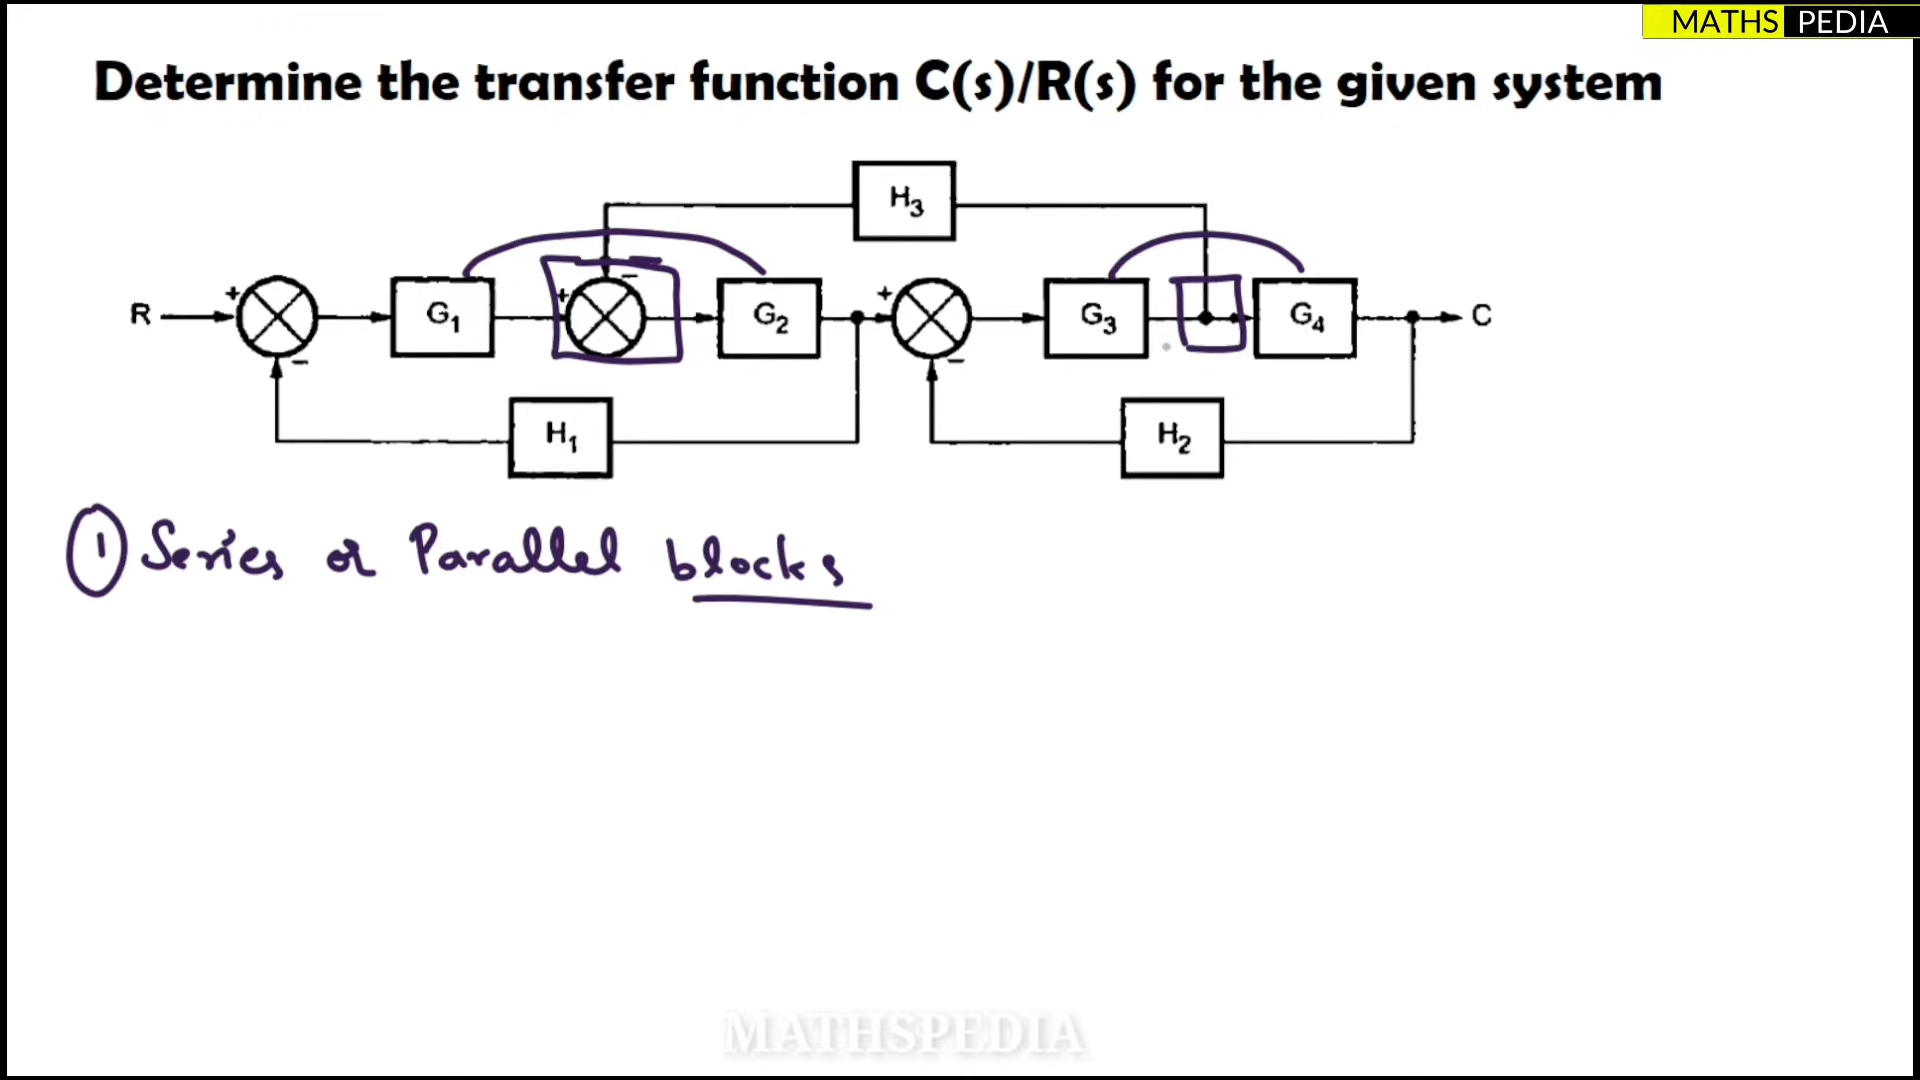 MATHS PEDIA
Determine the transfer function C(s)/R(s) for the given system
H3
R + − G1 + − G2 + − G3 G4 C
H1 H2
① Series or Parallel blocks
MATHSPEDIA